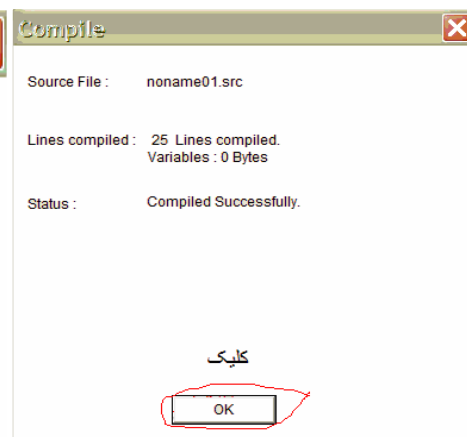 Compile
Source File : noname01.src
Lines compiled : 25 Lines compiled.
Variables : 0 Bytes
Status : Compiled Successfully.
کلیک
OK